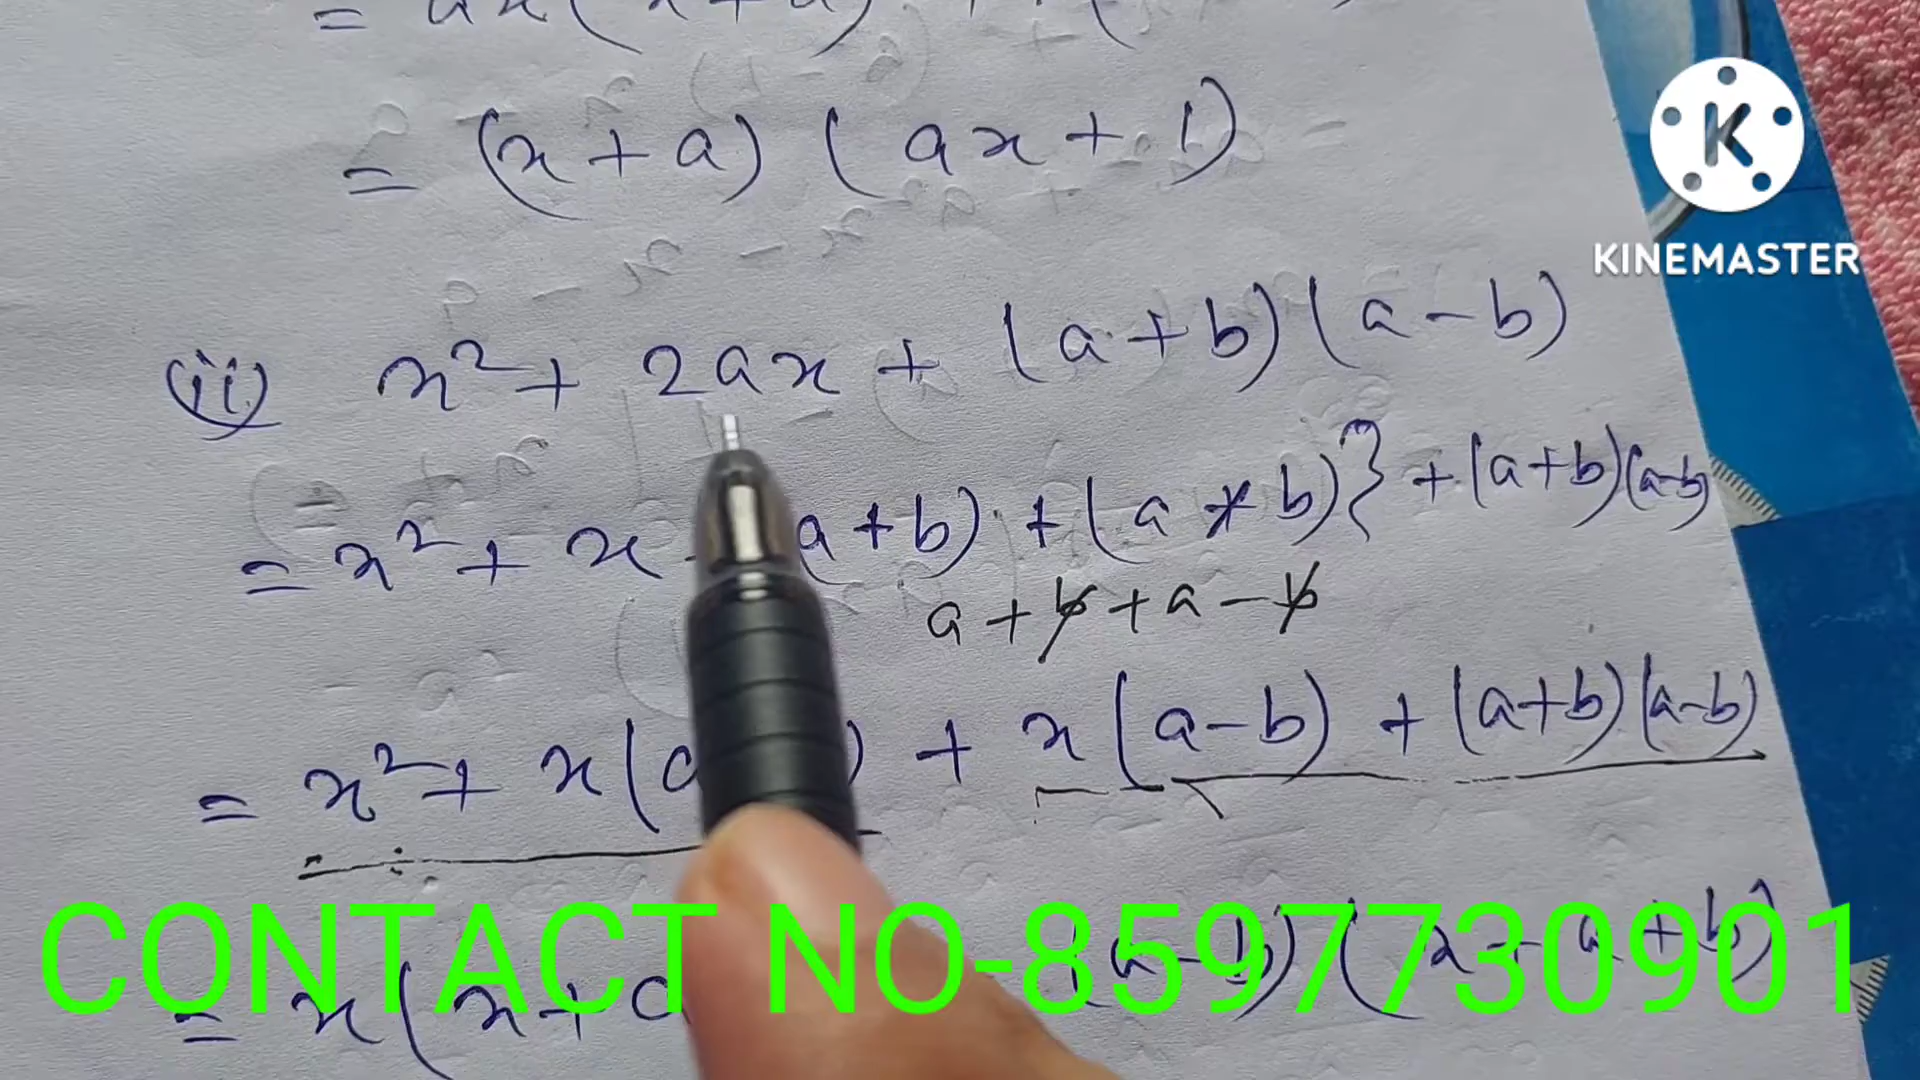 = (x + a) (ax + 1)
KINEMASTER
(ii) x² + 2ax + (a+b)(a-b)
= x² + x a+b) + (a - b)} + (a+b)(a-b)
a + b + a - b
= x² + x( ) + x(a-b) + (a+b)(a-b)
CONTACT NO-8597730901
= x(x+a (a-b)( x + a + b)